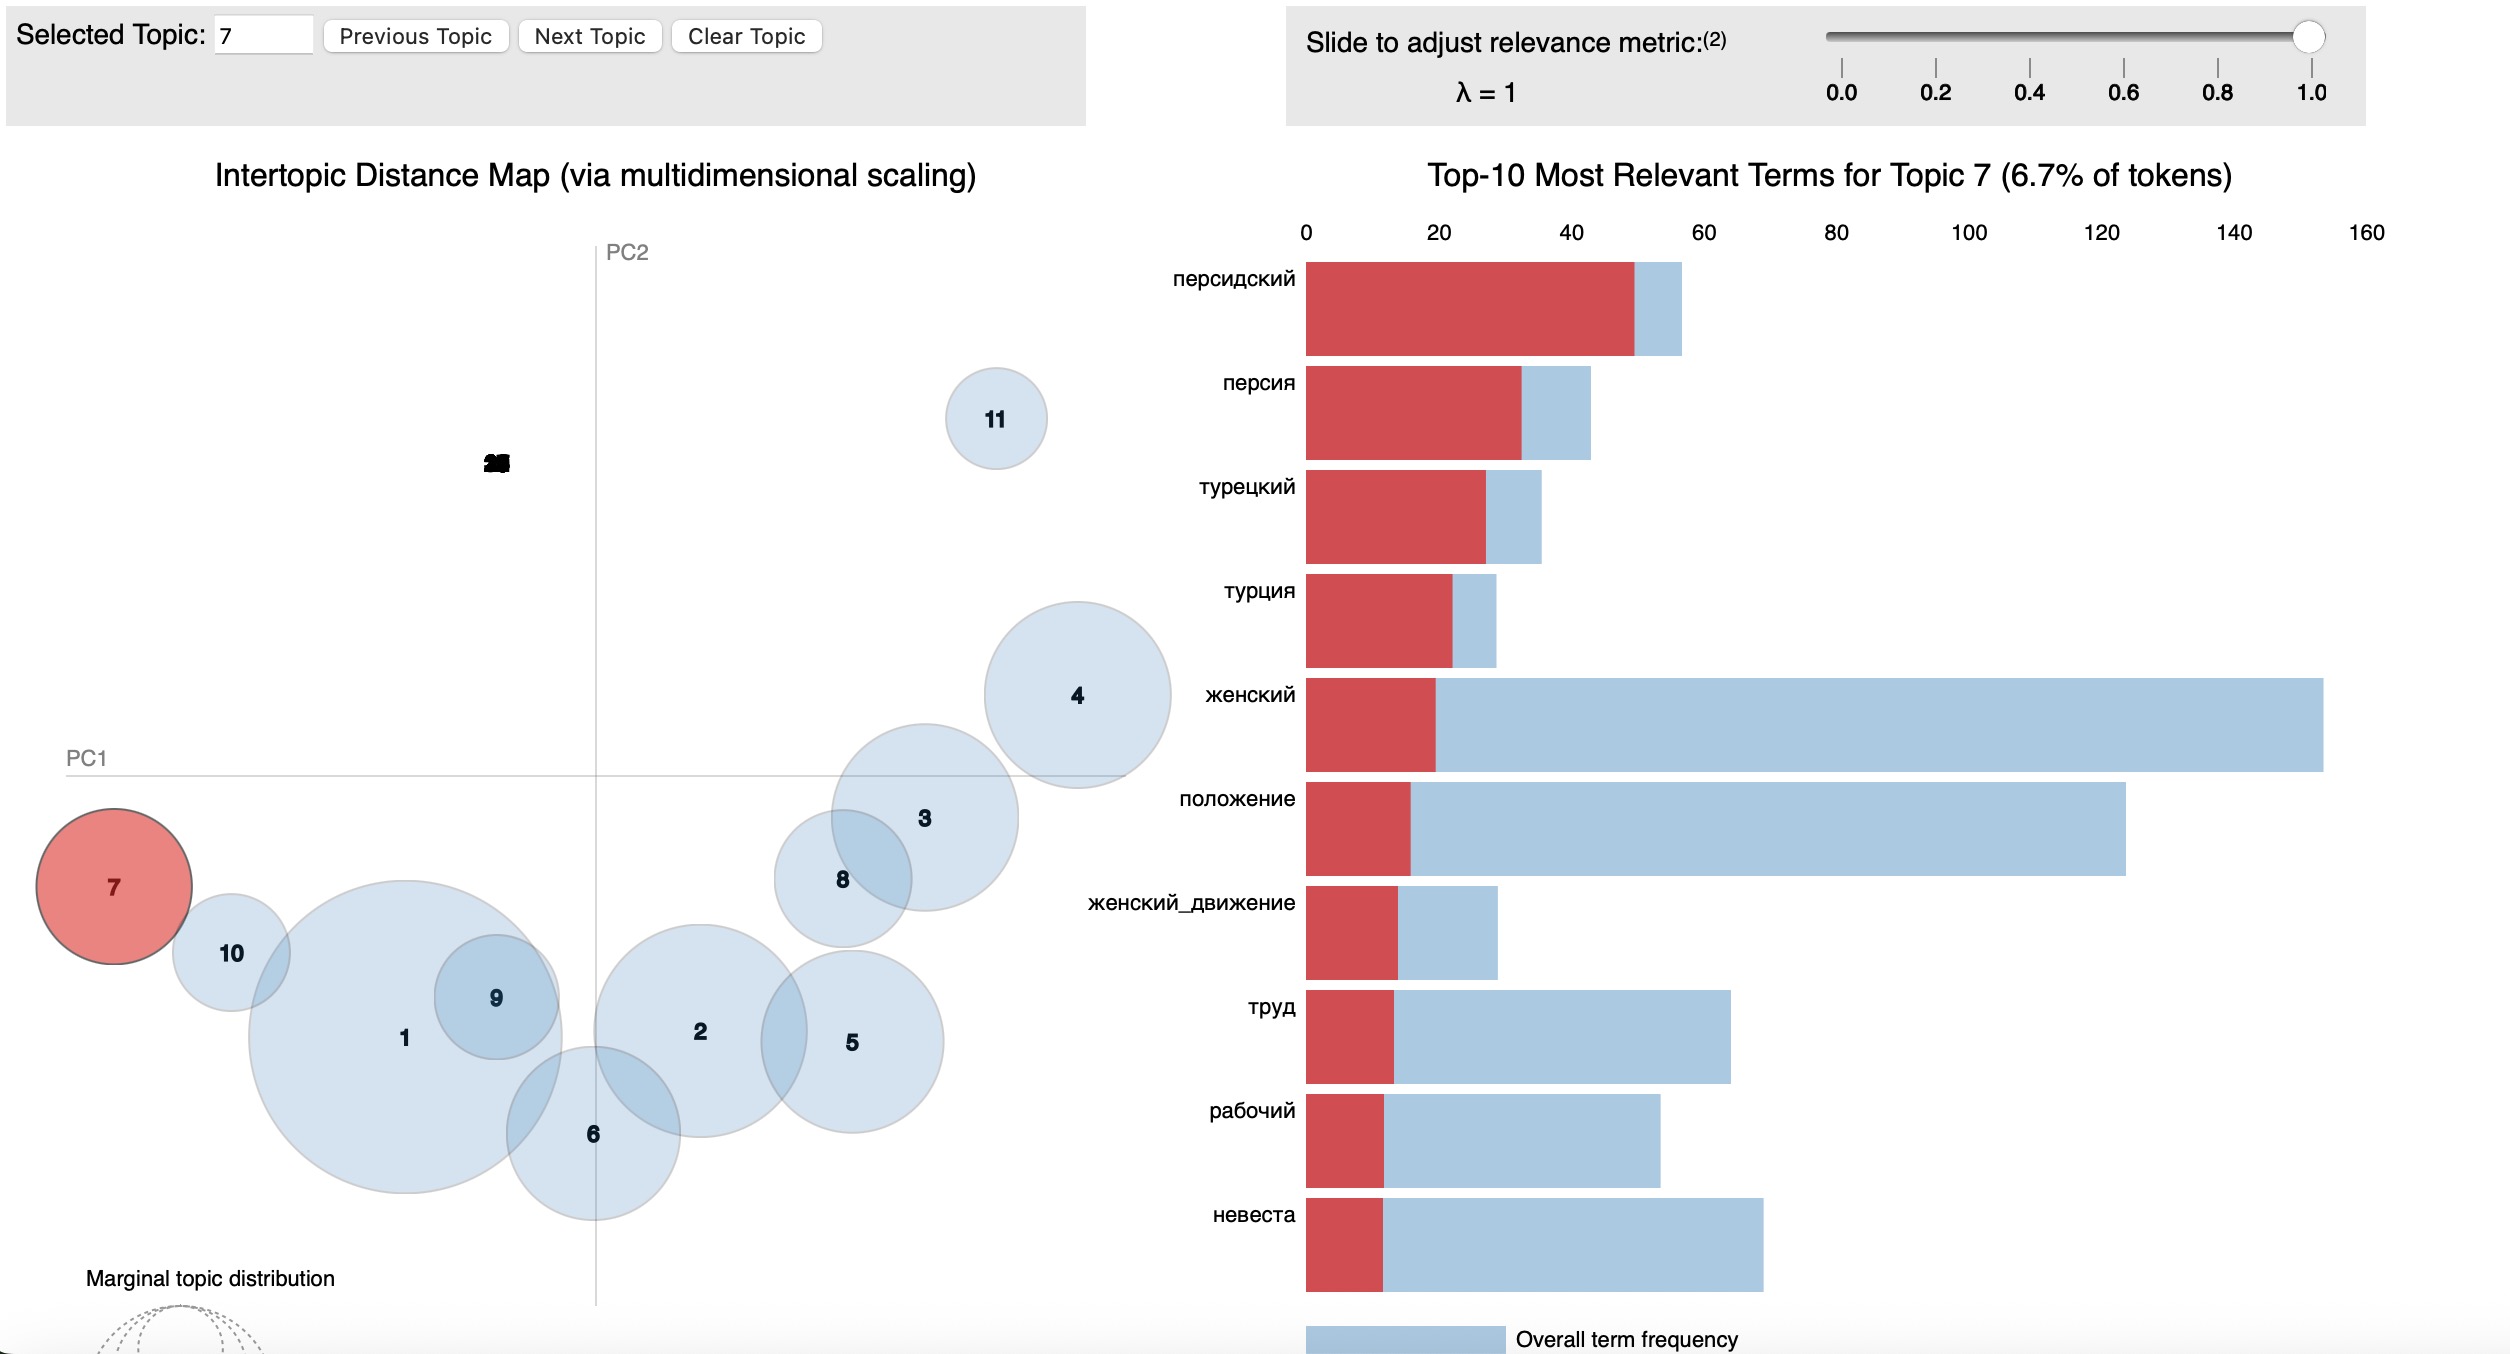 Selected Topic: 7 Previous Topic Next Topic Clear Topic
Slide to adjust relevance metric:(2)
λ = 1
0.0 0.2 0.4 0.6 0.8 1.0
Intertopic Distance Map (via multidimensional scaling)
PC2
PC1
11
4
3
8
7
10
9
1
2
5
6
Marginal topic distribution
Top-10 Most Relevant Terms for Topic 7 (6.7% of tokens)
0 20 40 60 80 100 120 140 160
персидский
персия
турецкий
турция
женский
положение
женский_движение
труд
рабочий
невеста
Overall term frequency